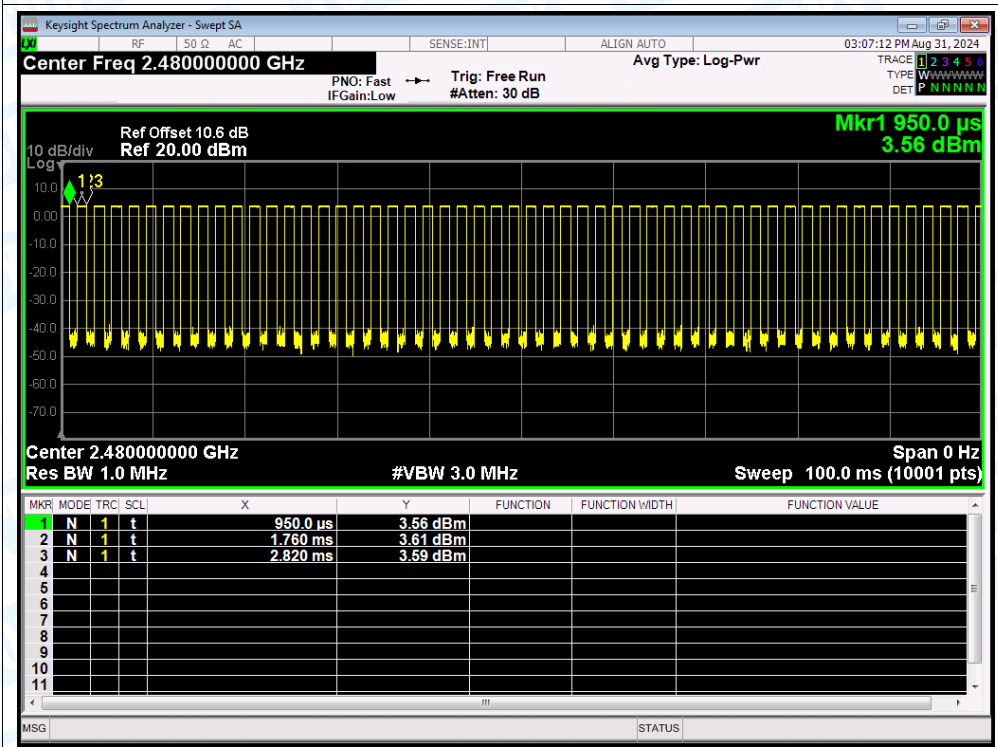 Keysight Spectrum Analyzer - Swept SA
LXI RF 50 Ω AC SENSE:INT ALIGN AUTO 03:07:12 PM Aug 31, 2024
Center Freq 2.480000000 GHz Avg Type: Log-Pwr TRACE 1 2 3 4 5 6
PNO: Fast Trig: Free Run TYPE WWWWWW
IFGain:Low #Atten: 30 dB DET P N N N N N
Mkr1 950.0 µs
Ref Offset 10.6 dB
10 dB/div Ref 20.00 dBm 3.56 dBm
Log
10.0
0.00
-10.0
-20.0
-30.0
-40.0
-50.0
-60.0
-70.0
Center 2.480000000 GHz Span 0 Hz
Res BW 1.0 MHz #VBW 3.0 MHz Sweep 100.0 ms (10001 pts)
MKR MODE TRC SCL X Y FUNCTION FUNCTION WIDTH FUNCTION VALUE
1 N 1 t 950.0 µs 3.56 dBm
2 N 1 t 1.760 ms 3.61 dBm
3 N 1 t 2.820 ms 3.59 dBm
4
5
6
7
8
9
10
11
MSG STATUS